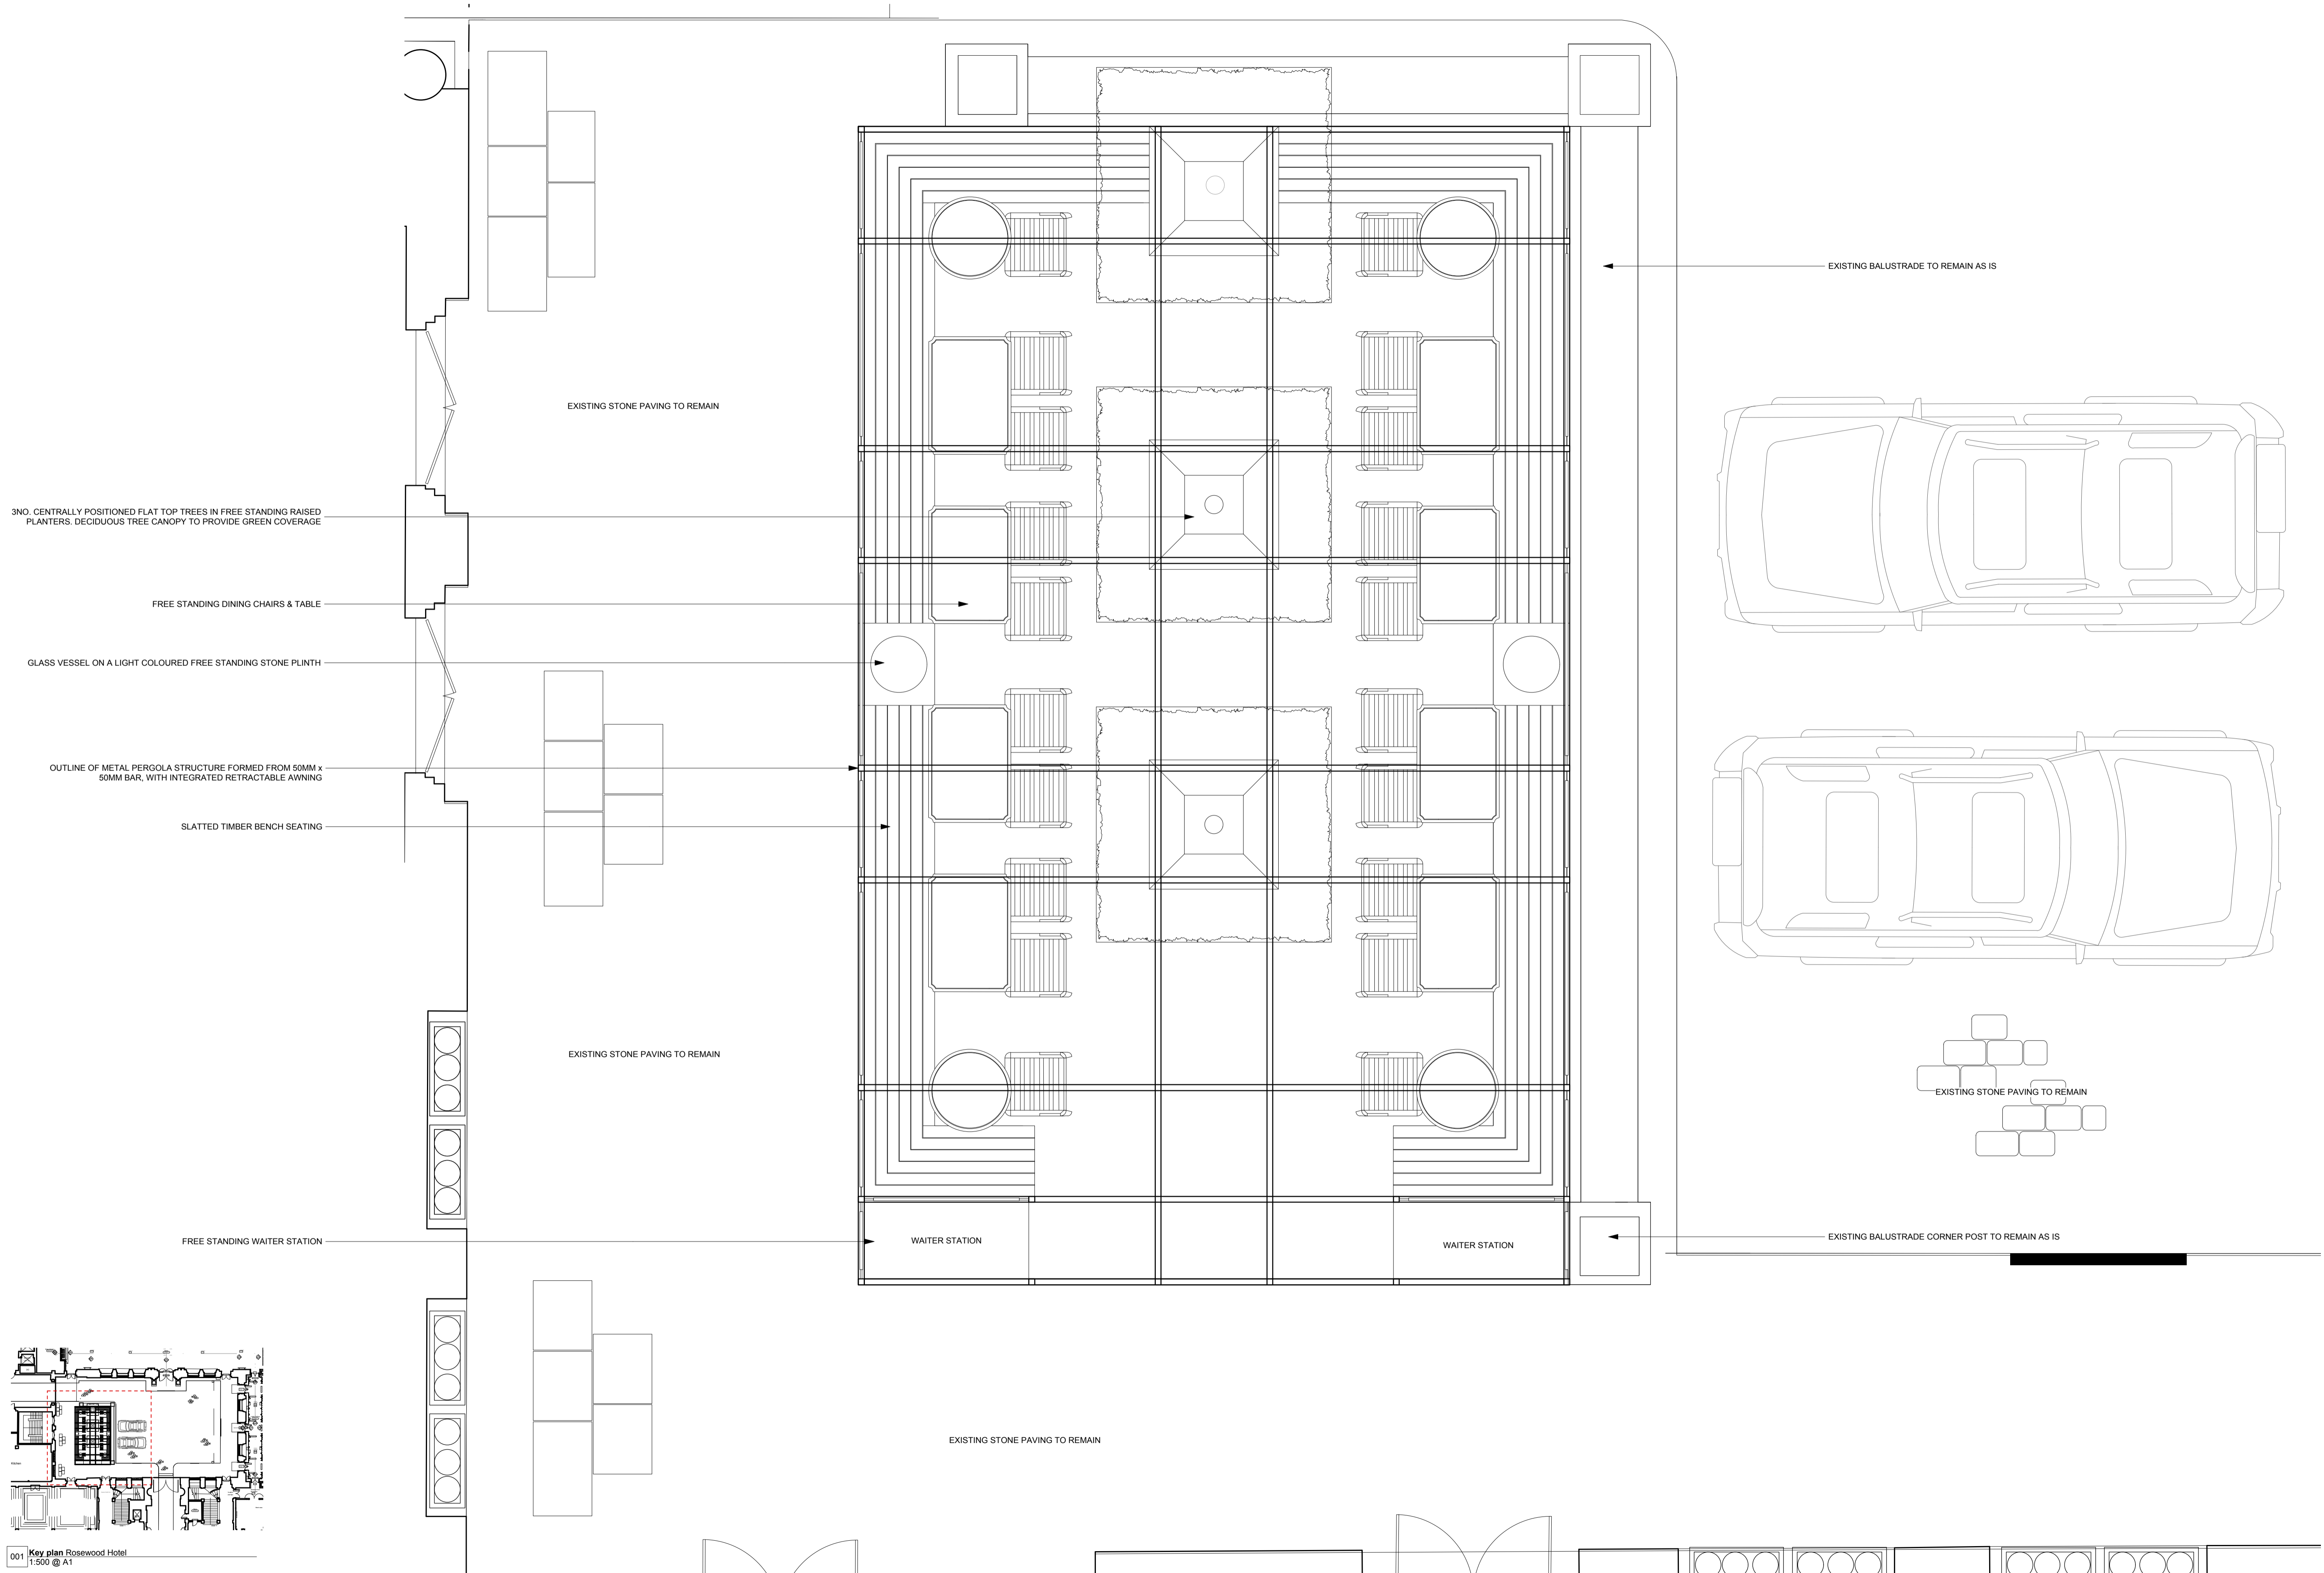 EXISTING BALUSTRADE TO REMAIN AS IS
EXISTING STONE PAVING TO REMAIN
3NO. CENTRALLY POSITIONED FLAT TOP TREES IN FREE STANDING RAISED
PLANTERS. DECIDUOUS TREE CANOPY TO PROVIDE GREEN COVERAGE
FREE STANDING DINING CHAIRS & TABLE
GLASS VESSEL ON A LIGHT COLOURED FREE STANDING STONE PLINTH
OUTLINE OF METAL PERGOLA STRUCTURE FORMED FROM 50MM x
50MM BAR, WITH INTEGRATED RETRACTABLE AWNING
SLATTED TIMBER BENCH SEATING
EXISTING STONE PAVING TO REMAIN
EXISTING STONE PAVING TO REMAIN
FREE STANDING WAITER STATION
WAITER STATION
WAITER STATION
EXISTING BALUSTRADE CORNER POST TO REMAIN AS IS
EXISTING STONE PAVING TO REMAIN
Kitchen
001 Key plan Rosewood Hotel
1:500 @ A1